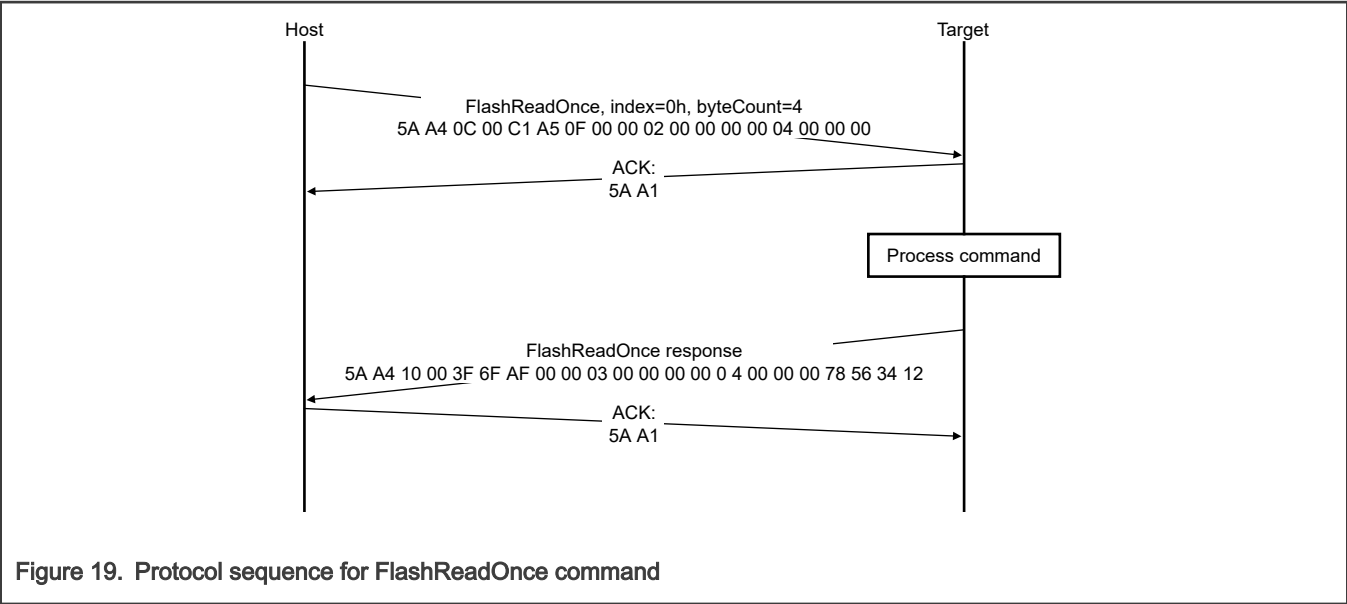 Host
Target
FlashReadOnce, index=0h, byteCount=4
5A A4 0C 00 C1 A5 0F 00 00 02 00 00 00 00 04 00 00 00
ACK:
5A A1
Process command
FlashReadOnce response
5A A4 10 00 3F 6F AF 00 00 03 00 00 00 00 0 4 00 00 00 78 56 34 12
ACK:
5A A1
Figure 19. Protocol sequence for FlashReadOnce command